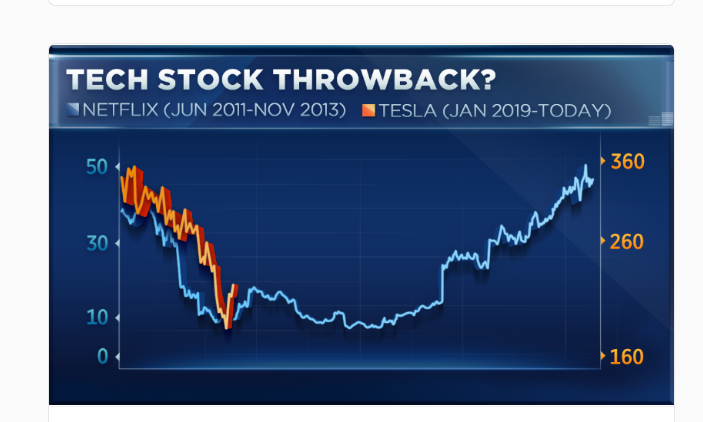 TECH STOCK THROWBACK?
NETFLIX (JUN 2011-NOV 2013) TESLA (JAN 2019-TODAY)
50 360
30 260
10
0 160